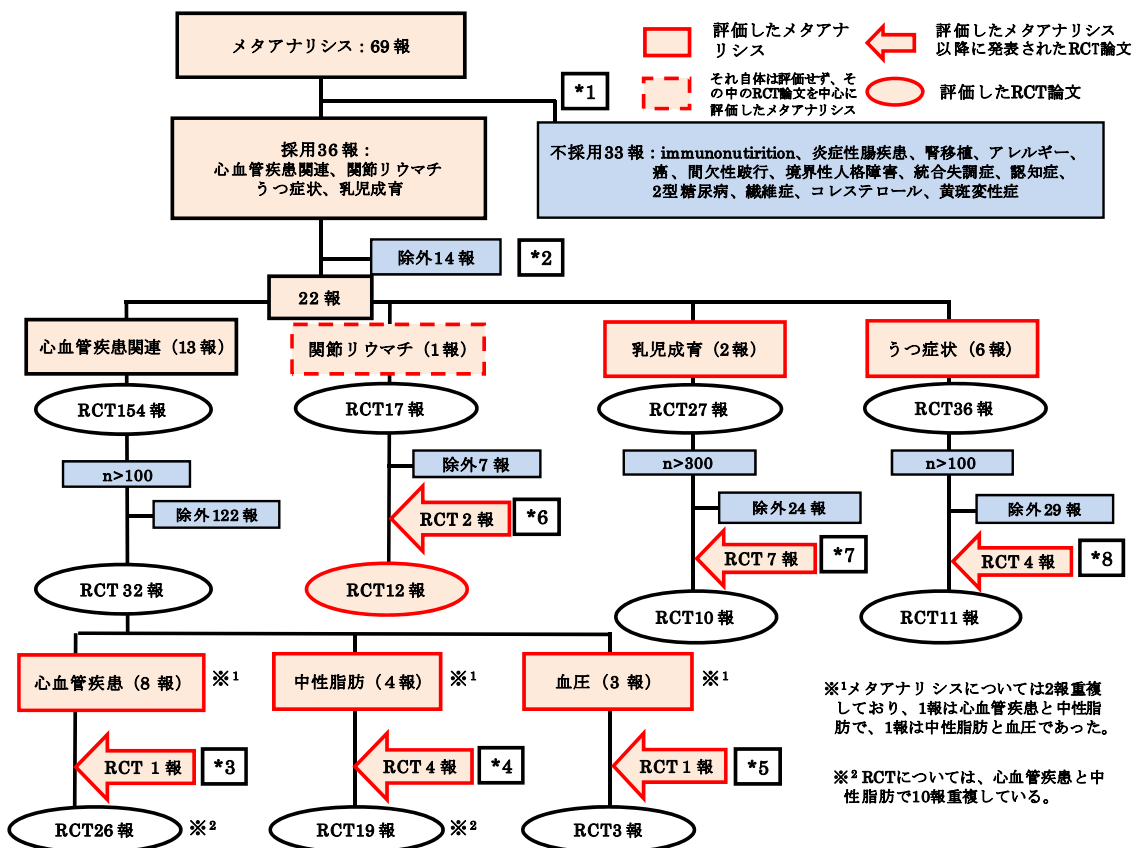 メタアナリシス：69報
評価したメタアナ
リシス
評価したメタアナリシス
以降に発表されたRCT論文
それ自体は評価せず、そ
の中のRCT論文を中心に
評価したメタアナリシス
評価したRCT論文
*1
採用36報：
心血管疾患関連、関節リウマチ
うつ症状、乳児成育
不採用33報：immunonutirition、炎症性腸疾患、腎移植、アレルギー、
癌、間欠性跛行、境界性人格障害、統合失調症、認知症、
2型糖尿病、繊維症、コレステロール、黄斑変性症
除外14報
*2
22報
心血管疾患関連（13報）
関節リウマチ（1報）
乳児成育（2報）
うつ症状（6報）
RCT154報
RCT17報
RCT27報
RCT36報
n>100
除外7報
n>300
n>100
除外122報
RCT 2報
*6
除外24報
除外29報
RCT 7報
*7
RCT 4報
*8
RCT 32報
RCT12報
RCT10報
RCT11報
心血管疾患（8報）
※1
中性脂肪（4報）
※1
血圧（3報）
※1
※1メタアナリシスについては2報重複
しており、1報は心血管疾患と中性脂
肪で、1報は中性脂肪と血圧であった。
RCT 1報
*3
RCT 4報
*4
RCT 1報
*5
※2 RCTについては、心血管疾患と中
性脂肪で10報重複している。
RCT26報
※2
RCT19報
※2
RCT3報